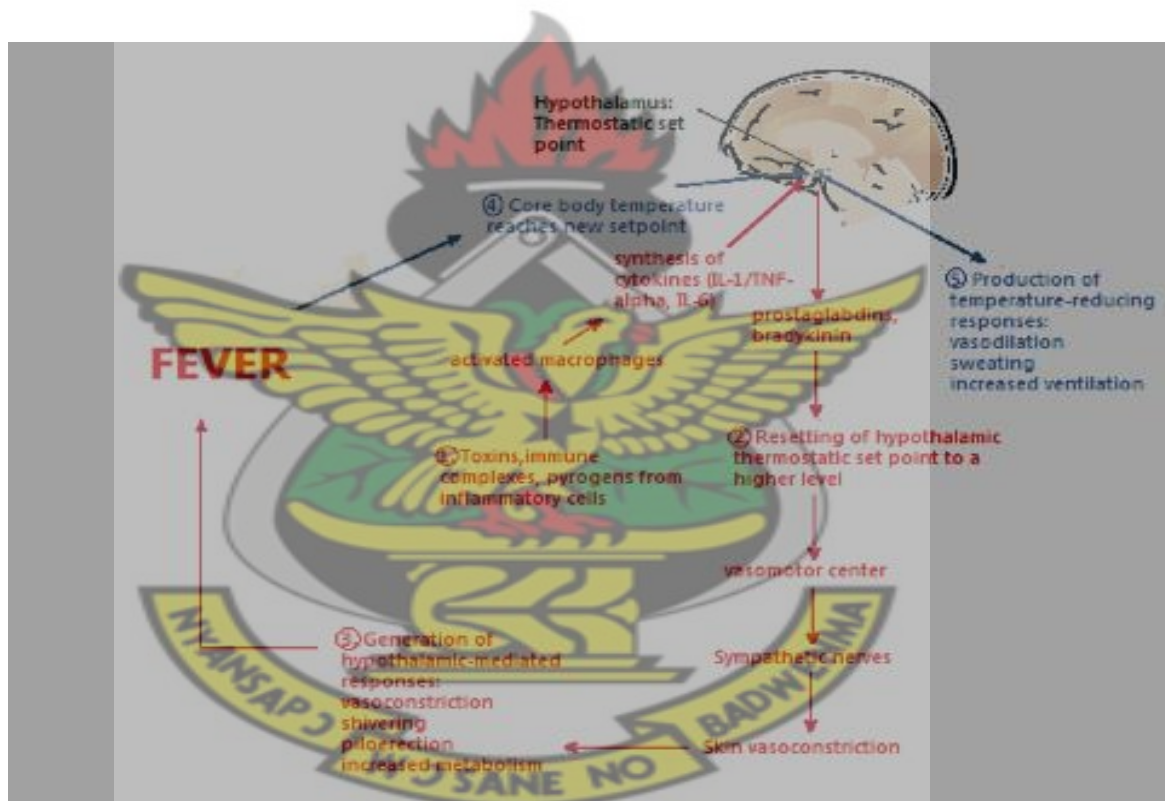 Hypothalamus:
Thermostatic set
point
④ Core body temperature
reaches new setpoint
synthesis of
cytokines (IL-1/TNF-
alpha, IL-6)
prostaglabdins,
bradykinin
⑤ Production of
temperature-reducing
responses:
vasodilation
sweating
increased ventilation
FEVER
activated macrophages
② Resetting of hypothalamic
thermostatic set point to a
higher level
① Toxins,immune
complexes, pyrogens from
inflammatory cells
vasomotor center
Sympathetic nerves
Skin vasoconstriction
③ Generation of
hypothalamic-mediated
responses:
vasoconstriction
shivering
piloerection
increased metabolism
NYANSAPƆ WƆSANE NO BADWENMA